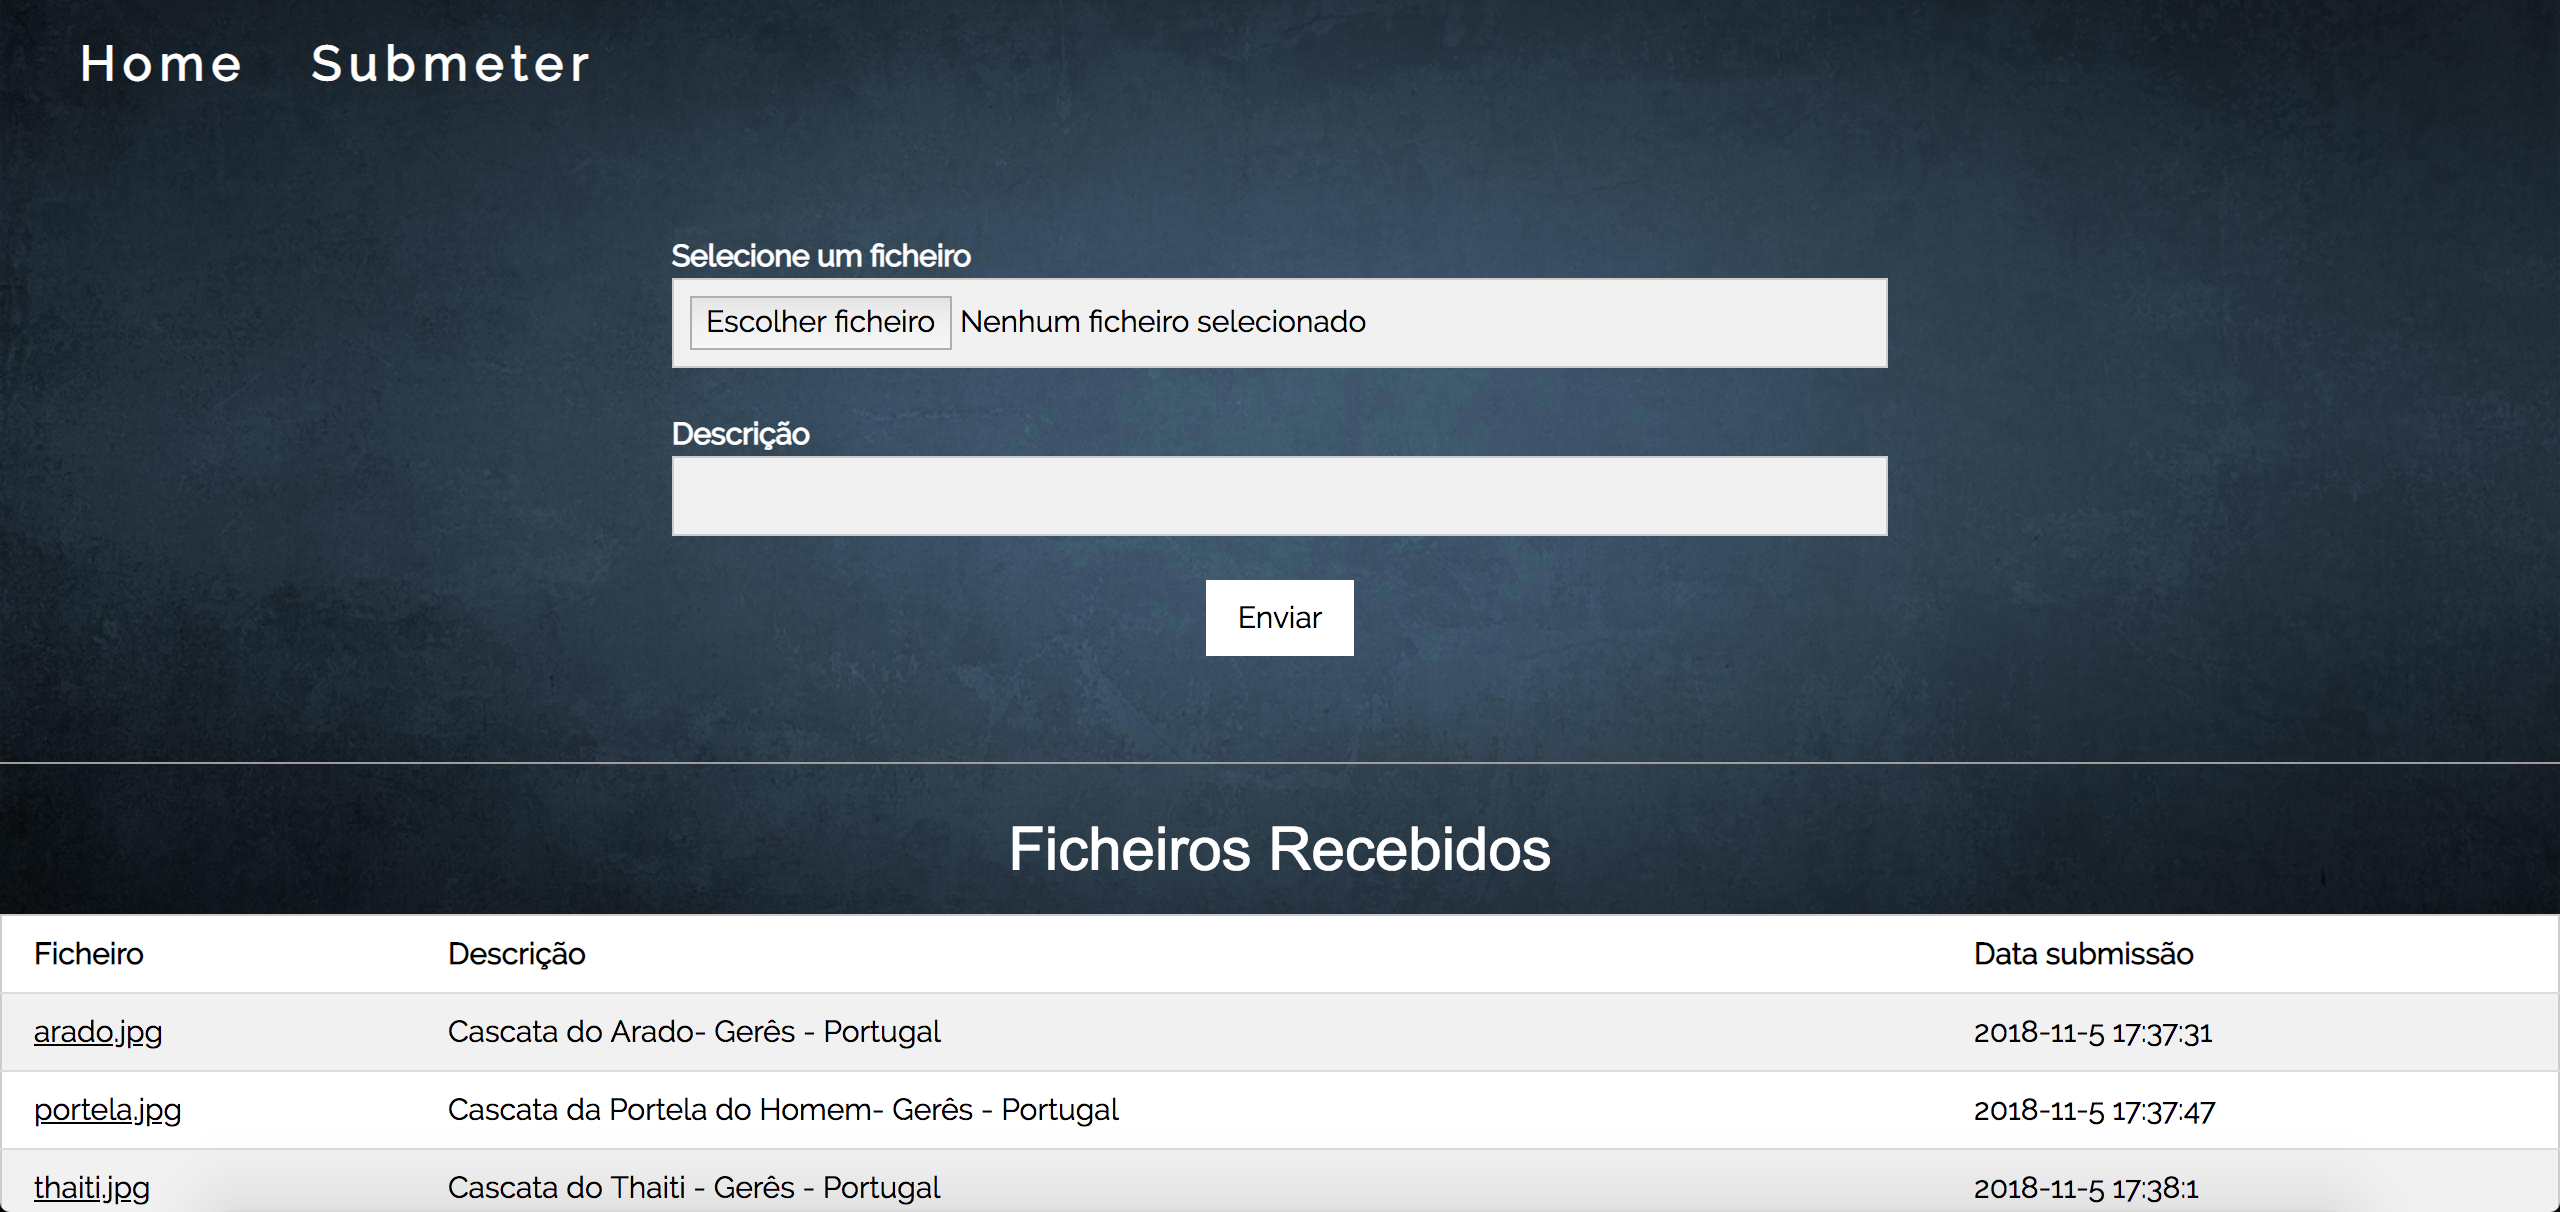 Home Submeter
Selecione um ficheiro
Escolher ficheiro Nenhum ficheiro selecionado
Descrição
Enviar
Ficheiros Recebidos
Ficheiro Descrição Data submissão
arado.jpg Cascata do Arado- Gerês - Portugal 2018-11-5 17:37:31
portela.jpg Cascata da Portela do Homem- Gerês - Portugal 2018-11-5 17:37:47
thaiti.jpg Cascata do Thaiti - Gerês - Portugal 2018-11-5 17:38:1